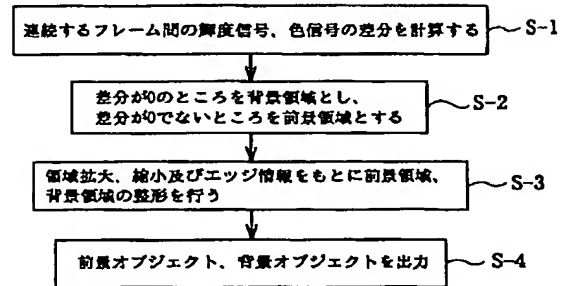 連続するフレーム間の輝度信号、色信号の差分を計算する S-1
差分が0のところを背景領域とし、
差分が0でないところを前景領域とする S-2
領域拡大、縮小及びエッジ情報をもとに前景領域、
背景領域の整形を行う S-3
前景オブジェクト、背景オブジェクトを出力 S-4